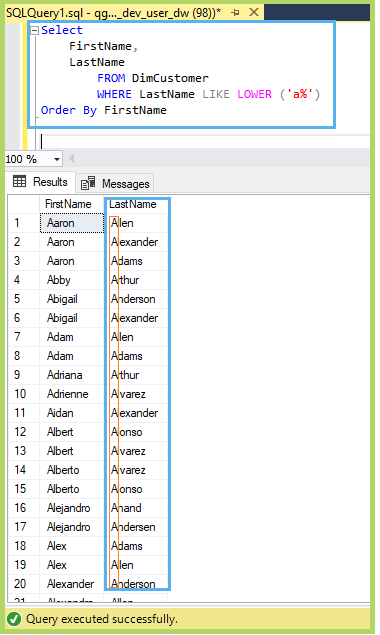 SQLQuery1.sql - qg..._dev_user_dw (98))*
Select
FirstName,
LastName
FROM DimCustomer
WHERE LastName LIKE LOWER ('a%')
Order By FirstName
100 %
Results Messages
FirstName LastName
1 Aaron Allen
2 Aaron Alexander
3 Aaron Adams
4 Abby Arthur
5 Abigail Anderson
6 Abigail Alexander
7 Adam Allen
8 Adam Adams
9 Adriana Arthur
10 Adrienne Alvarez
11 Aidan Alexander
12 Albert Alonso
13 Albert Alvarez
14 Alberto Alvarez
15 Alberto Alonso
16 Alejandro Anand
17 Alejandro Andersen
18 Alex Adams
19 Alex Allen
20 Alexander Anderson
Query executed successfully.